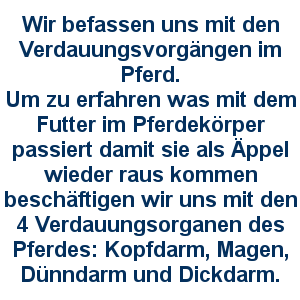 Wir befassen uns mit den
Verdauungsvorgängen im
Pferd.
Um zu erfahren was mit dem
Futter im Pferdekörper
passiert damit sie als Äppel
wieder raus kommen
beschäftigen wir uns mit den
4 Verdauungsorganen des
Pferdes: Kopfdarm, Magen,
Dünndarm und Dickdarm.